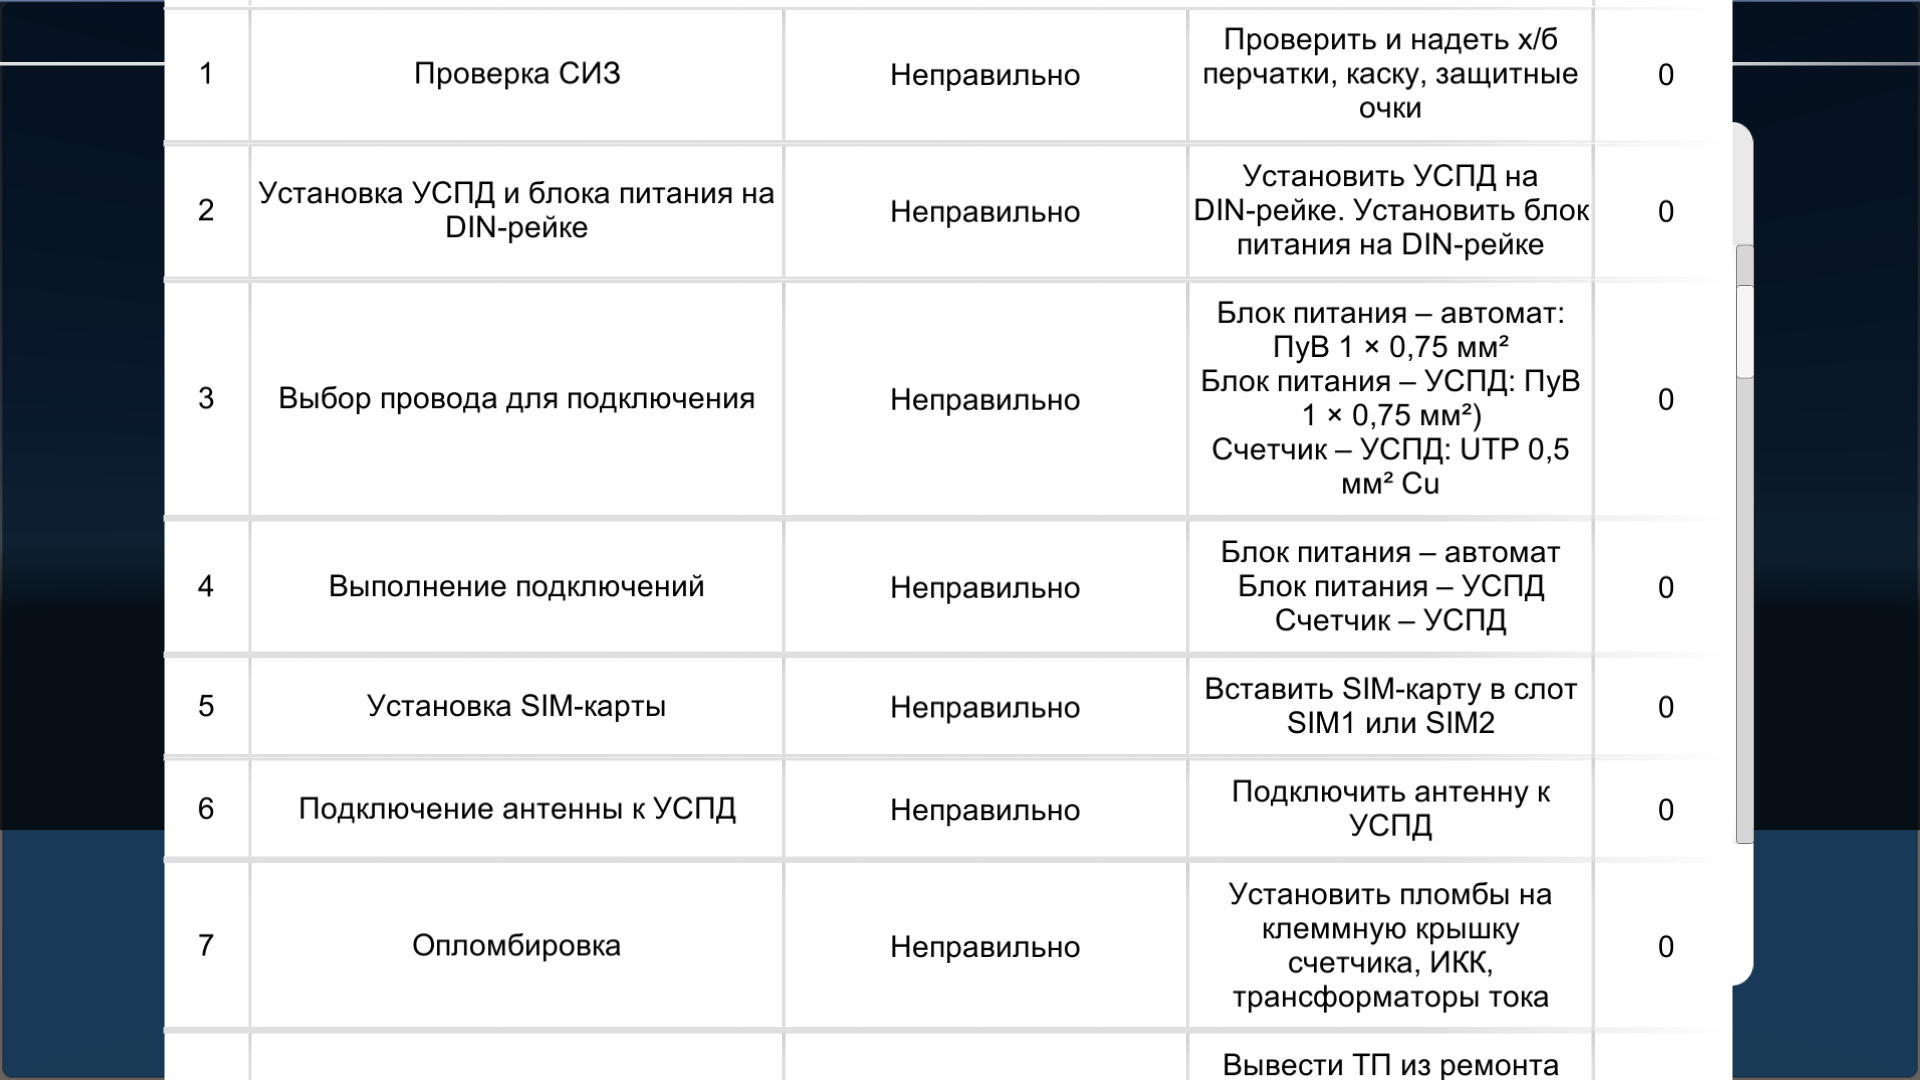 1
Проверка СИЗ
Неправильно
Проверить и надеть х/б
перчатки, каску, защитные
очки
0
2
Установка УСПД и блока питания на
DIN-рейке
Неправильно
Установить УСПД на
DIN-рейке. Установить блок
питания на DIN-рейке
0
3
Выбор провода для подключения
Неправильно
Блок питания – автомат:
ПуВ 1 × 0,75 мм²
Блок питания – УСПД: ПуВ
1 × 0,75 мм²)
Счетчик – УСПД: UTP 0,5
мм² Cu
0
4
Выполнение подключений
Неправильно
Блок питания – автомат
Блок питания – УСПД
Счетчик – УСПД
0
5
Установка SIM-карты
Неправильно
Вставить SIM-карту в слот
SIM1 или SIM2
0
6
Подключение антенны к УСПД
Неправильно
Подключить антенну к
УСПД
0
7
Опломбировка
Неправильно
Установить пломбы на
клеммную крышку
счетчика, ИКК,
трансформаторы тока
0
Вывести ТП из ремонта